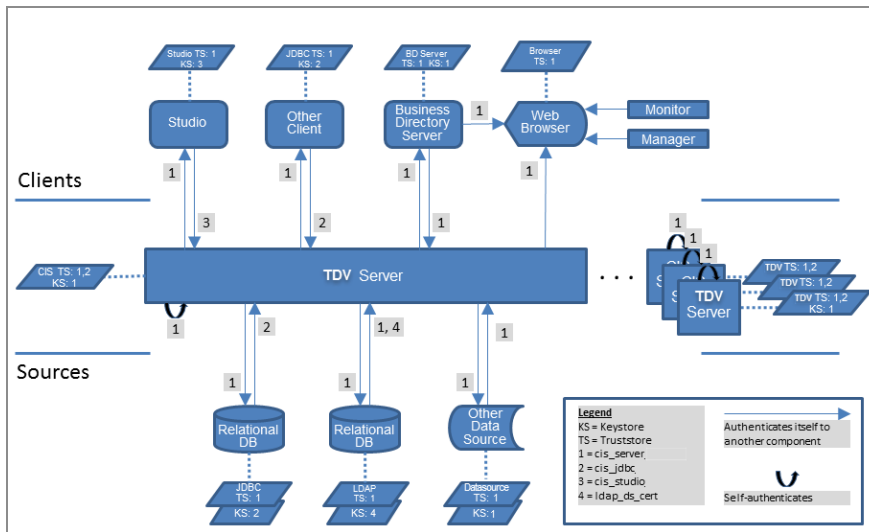 Studio TS: 1
KS: 3
JDBC TS: 1
KS: 2
BD Server
TS: 1 KS: 1
Browser
TS: 1
Studio
Other
Client
Business
Directory
Server
1
Web
Browser
Monitor
Manager
1
1
1
1
Clients
3
2
1
1
1
1
CIS TS: 1,2
KS: 1
TDV Server
. . .
TDV TS: 1,2
TDV TS: 1,2
TDV TS: 1,2
KS: 1
TDV
Server
1
2
1, 4
1
Sources
1
1
1
Relational
DB
Relational
DB
Other
Data
Source
JDBC
TS: 1
KS: 2
LDAP
TS: 1
KS: 4
Datasource
TS: 1
KS: 1
Legend
KS = Keystore
TS = Truststore
1 = cis_server
2 = cis_jdbc
3 = cis_studio
4 = ldap_ds_cert
Authenticates itself to
another component
Self-authenticates